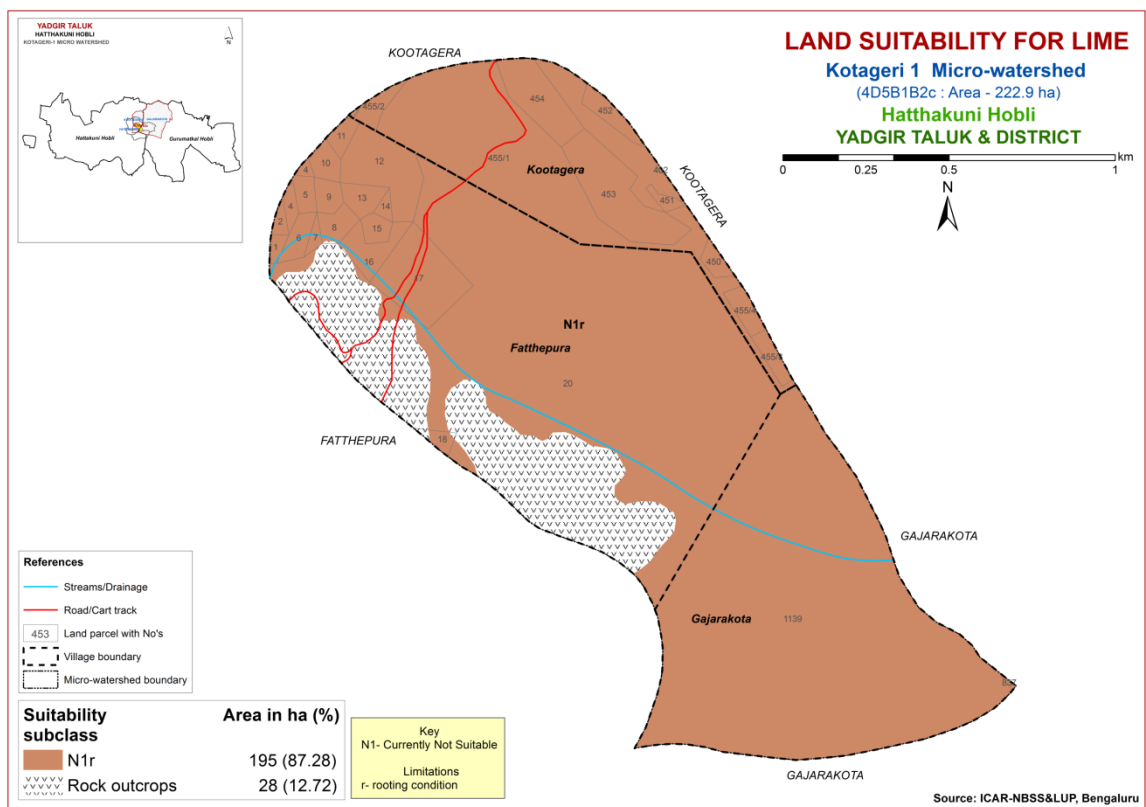 YADGIR TALUK
HATTHAKUNI HOBLI
KOTAGERI-1 MICRO WATERSHED
N
Hattakuni Hobli
Gurumatkal Hobli
LAND SUITABILITY FOR LIME
Kotageri 1 Micro-watershed
(4D5B1B2c : Area - 222.9 ha)
Hatthakuni Hobli
YADGIR TALUK & DISTRICT
km
0 0.25 0.5 1
N
KOOTAGERA
455/2
454
452
11
12
455/1
Kootagera
10
4
452
453
451
KOOTAGERA
5
9
13
14
4
2
15
8
6
7
1
16
17
450
455/4
N1r
Fatthepura
20
FATTHEPURA
18
GAJARAKOTA
Gajarakota
1139
GAJARAKOTA
References
Streams/Drainage
Road/Cart track
453 Land parcel with No's
Village boundary
Micro-watershed boundary
Suitability subclass Area in ha (%)
N1r 195 (87.28)
Rock outcrops 28 (12.72)
Key
N1- Currently Not Suitable
Limitations
r- rooting condition
Source: ICAR-NBSS&LUP, Bengaluru